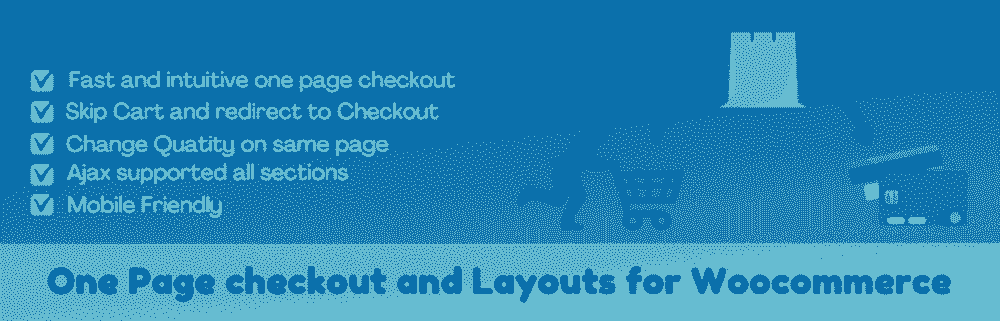 Fast and intuitive one page checkout
Skip Cart and redirect to Checkout
Change Quatity on same page
Ajax supported all sections
Mobile Friendly
One Page checkout and Layouts for Woocommerce